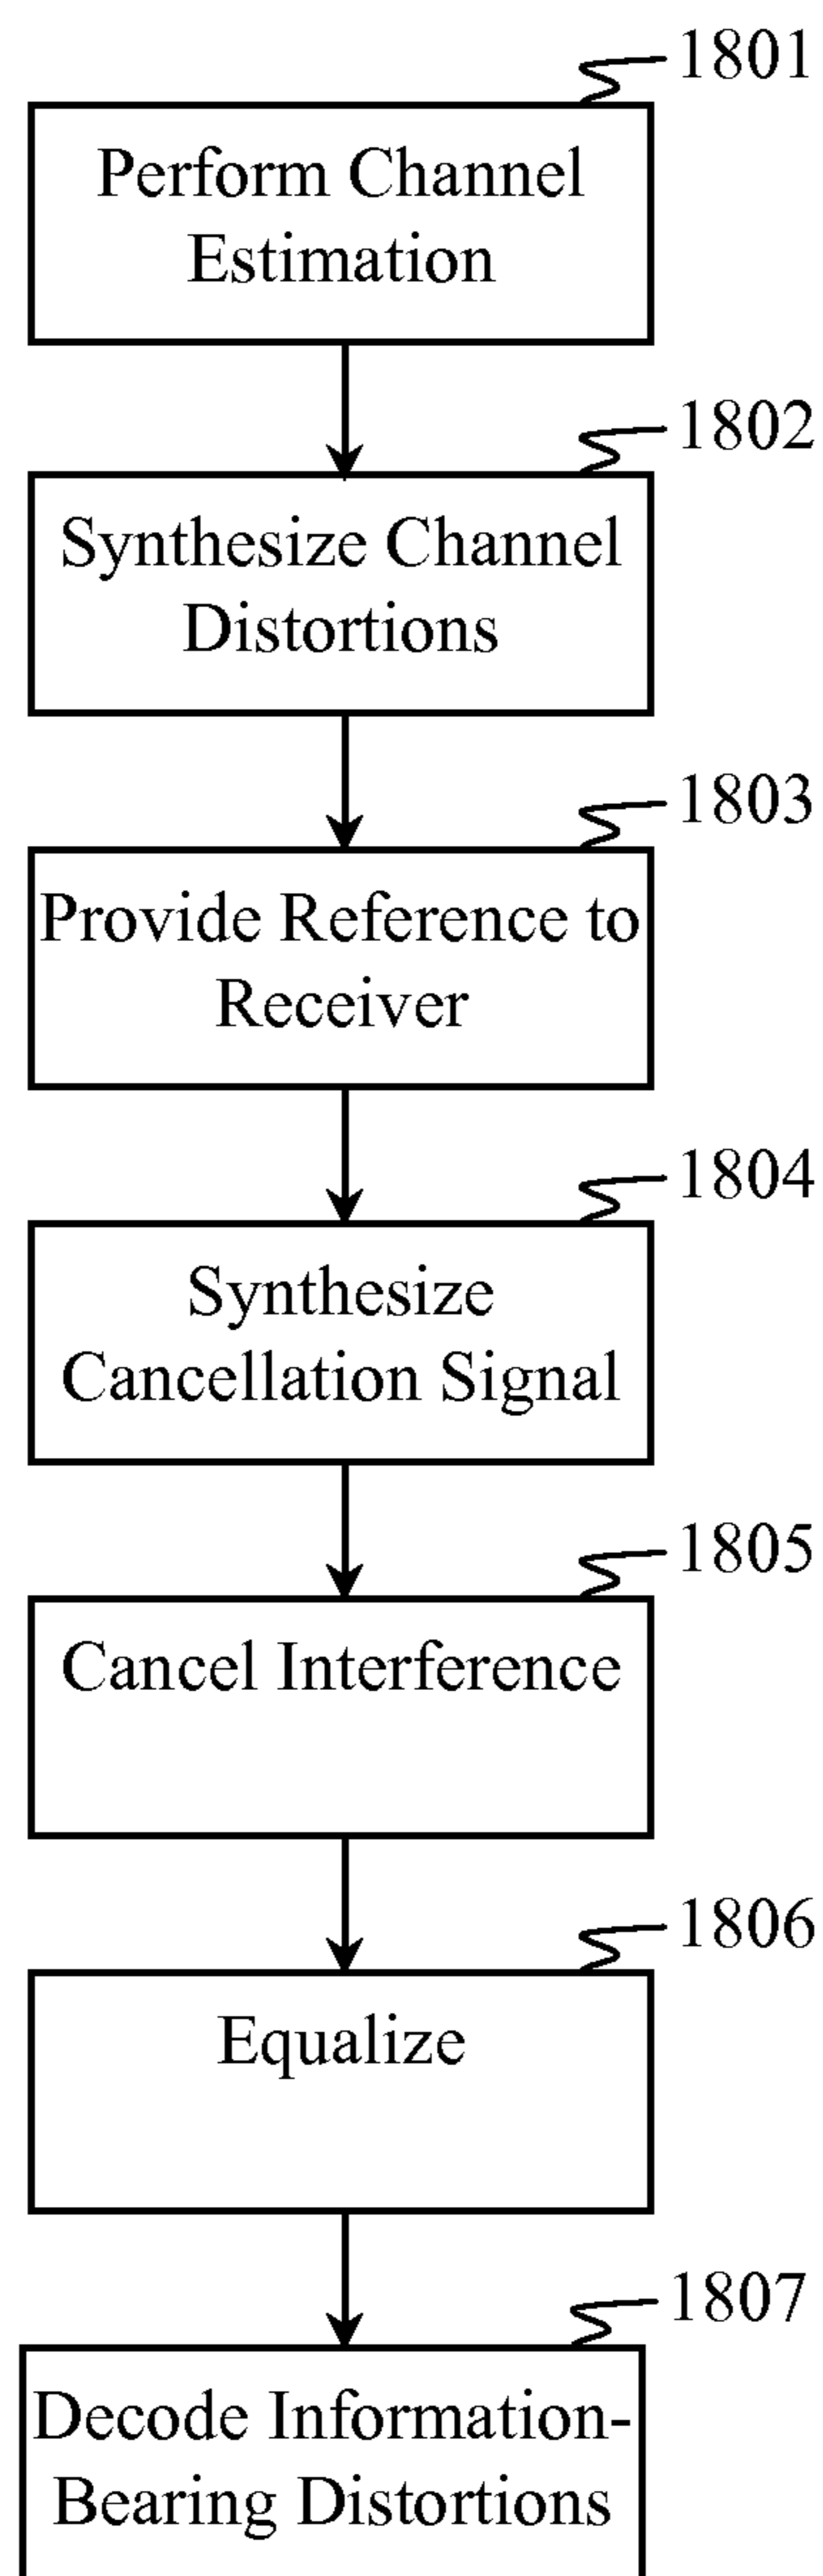 1801
Perform Channel
Estimation
1802
Synthesize Channel
Distortions
1803
Provide Reference to
Receiver
1804
Synthesize
Cancellation Signal
1805
Cancel Interference
1806
Equalize
1807
Decode Information-
Bearing Distortions